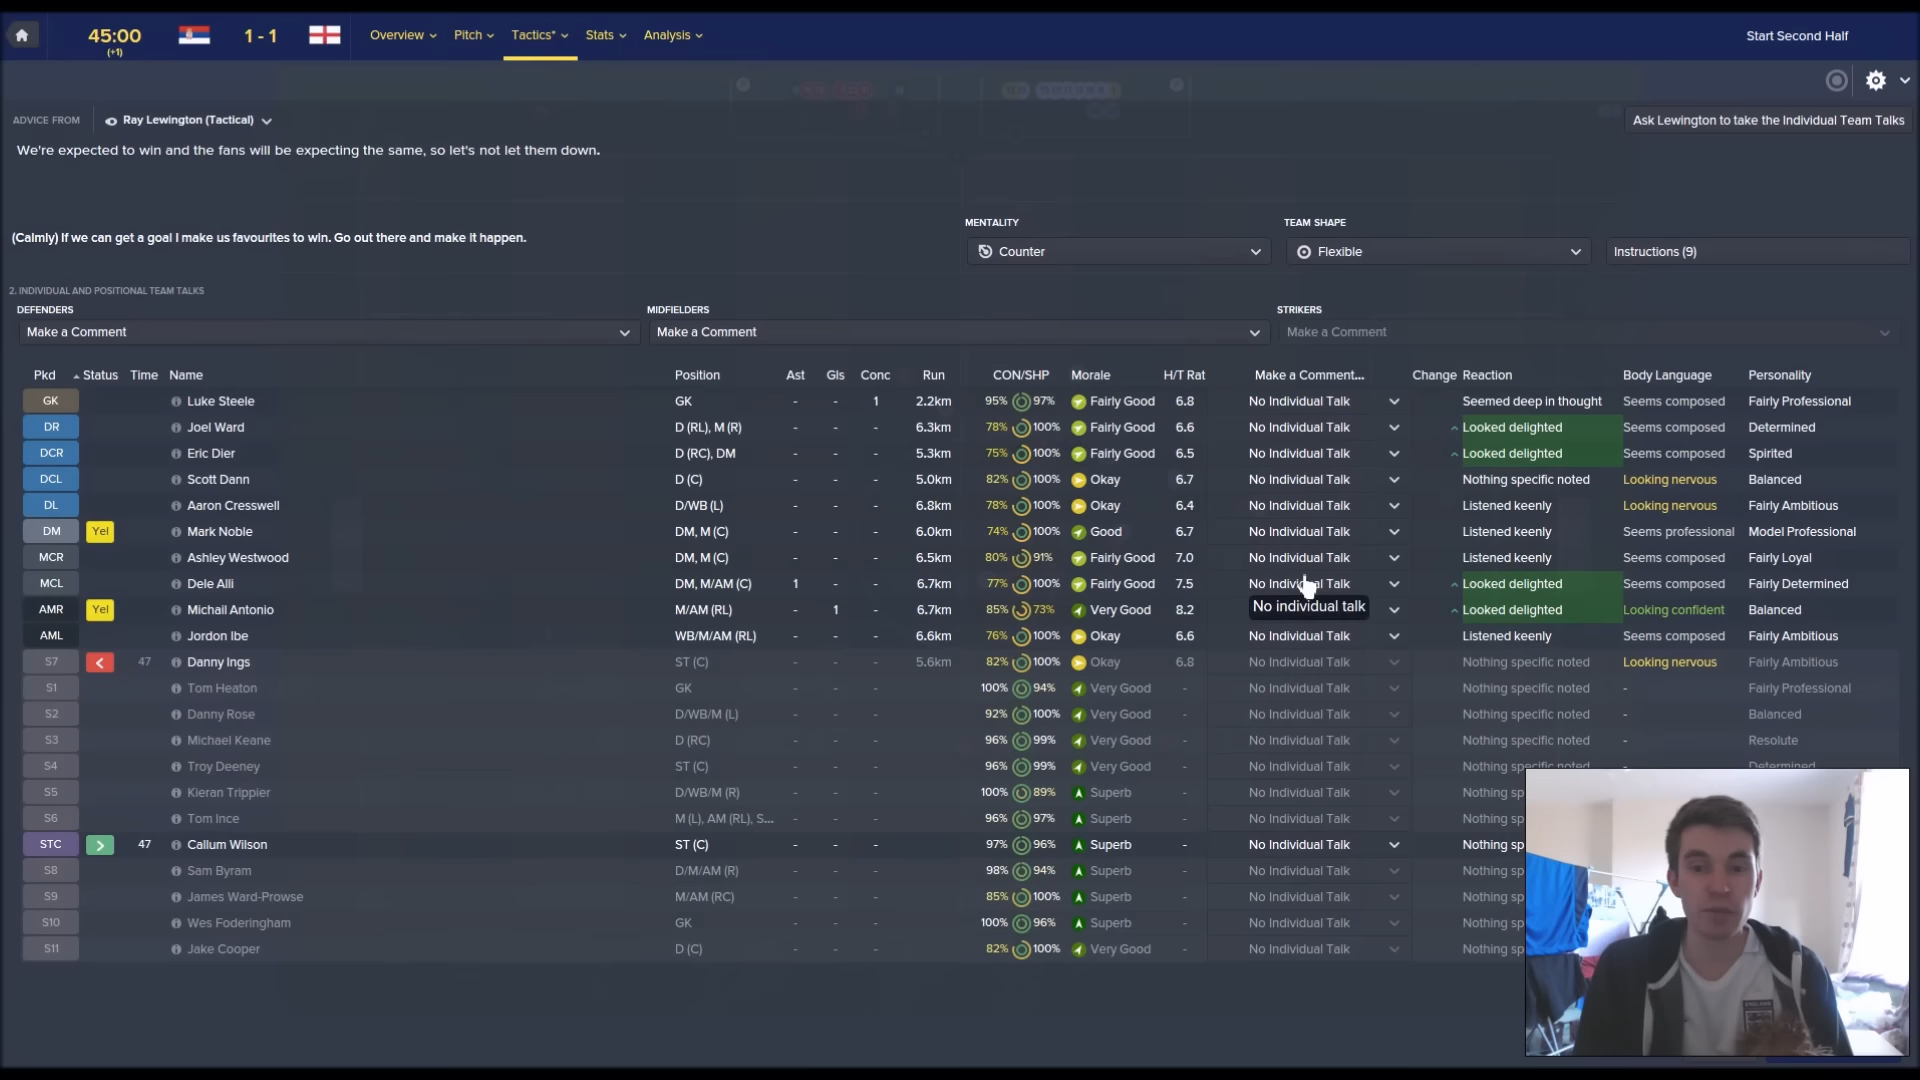 45:00 1 - 1 Overview Pitch Tactics* Stats Analysis Start Second Half
(+1)
ADVICE FROM Ray Lewington (Tactical) Ask Lewington to take the Individual Team Talks
We're expected to win and the fans will be expecting the same, so let's not let them down.
MENTALITY TEAM SHAPE
(Calmly) If we can get a goal I make us favourites to win. Go out there and make it happen.
Counter Flexible Instructions (9)
2. INDIVIDUAL AND POSITIONAL TEAM TALKS
DEFENDERS MIDFIELDERS STRIKERS
Make a Comment Make a Comment Make a Comment
Pkd Status Time Name Position Ast Gls Conc Run CON/SHP Morale H/T Rat Make a Comment... Change Reaction Body Language Personality
GK Luke Steele GK - - 1 2.2km 95% 97% Fairly Good 6.8 No Individual Talk Seemed deep in thought Seems composed Fairly Professional
DR Joel Ward D (RL), M (R) - - - 6.3km 78% 100% Fairly Good 6.6 No Individual Talk Looked delighted Seems composed Determined
DCR Eric Dier D (RC), DM - - - 5.3km 75% 100% Fairly Good 6.5 No Individual Talk Looked delighted Seems composed Spirited
DCL Scott Dann D (C) - - - 5.0km 82% 100% Okay 6.7 No Individual Talk Nothing specific noted Looking nervous Balanced
DL Aaron Cresswell D/WB (L) - - - 6.8km 78% 100% Okay 6.4 No Individual Talk Listened keenly Looking nervous Fairly Ambitious
DM Yel Mark Noble DM, M (C) - - - 6.0km 74% 100% Good 6.7 No Individual Talk Listened keenly Seems professional Model Professional
MCR Ashley Westwood DM, M (C) - - - 6.5km 80% 91% Fairly Good 7.0 No Individual Talk Listened keenly Seems composed Fairly Loyal
MCL Dele Alli DM, M/AM (C) 1 - - 6.7km 77% 100% Fairly Good 7.5 No Individual Talk Looked delighted Seems composed Fairly Determined
AMR Yel Michail Antonio M/AM (RL) - 1 - 6.7km 85% 73% Very Good 8.2 No individual talk Looked delighted Looking confident Balanced
AML Jordon Ibe WB/M/AM (RL) - - - 6.6km 76% 100% Okay 6.6 No Individual Talk Listened keenly Seems composed Fairly Ambitious
S7 47 Danny Ings ST (C) - - - 5.6km 82% 100% Okay 6.8 No Individual Talk Nothing specific noted Looking nervous Fairly Ambitious
S1 Tom Heaton GK - - - 100% 94% Very Good - No Individual Talk Nothing specific noted - Fairly Professional
S2 Danny Rose D/WB/M (L) - - - 92% 100% Very Good - No Individual Talk Nothing specific noted - Balanced
S3 Michael Keane D (RC) - - - 96% 99% Very Good - No Individual Talk Nothing specific noted - Resolute
S4 Troy Deeney ST (C) - - - 96% 99% Very Good - No Individual Talk Nothing specific noted - Determined
S5 Kieran Trippier D/WB/M (R) - - - 100% 89% Superb - No Individual Talk Nothing sp
S6 Tom Ince M (L), AM (RL), S... - - - 96% 97% Superb - No Individual Talk Nothing sp
STC 47 Callum Wilson ST (C) - - - 97% 96% Superb - No Individual Talk Nothing sp
S8 Sam Byram D/M/AM (R) - - - 98% 94% Superb - No Individual Talk Nothing sp
S9 James Ward-Prowse M/AM (RC) - - - 85% 100% Superb - No Individual Talk Nothing sp
S10 Wes Foderingham GK - - - 100% 96% Superb - No Individual Talk Nothing sp
S11 Jake Cooper D (C) - - - 82% 100% Very Good - No Individual Talk Nothing sp